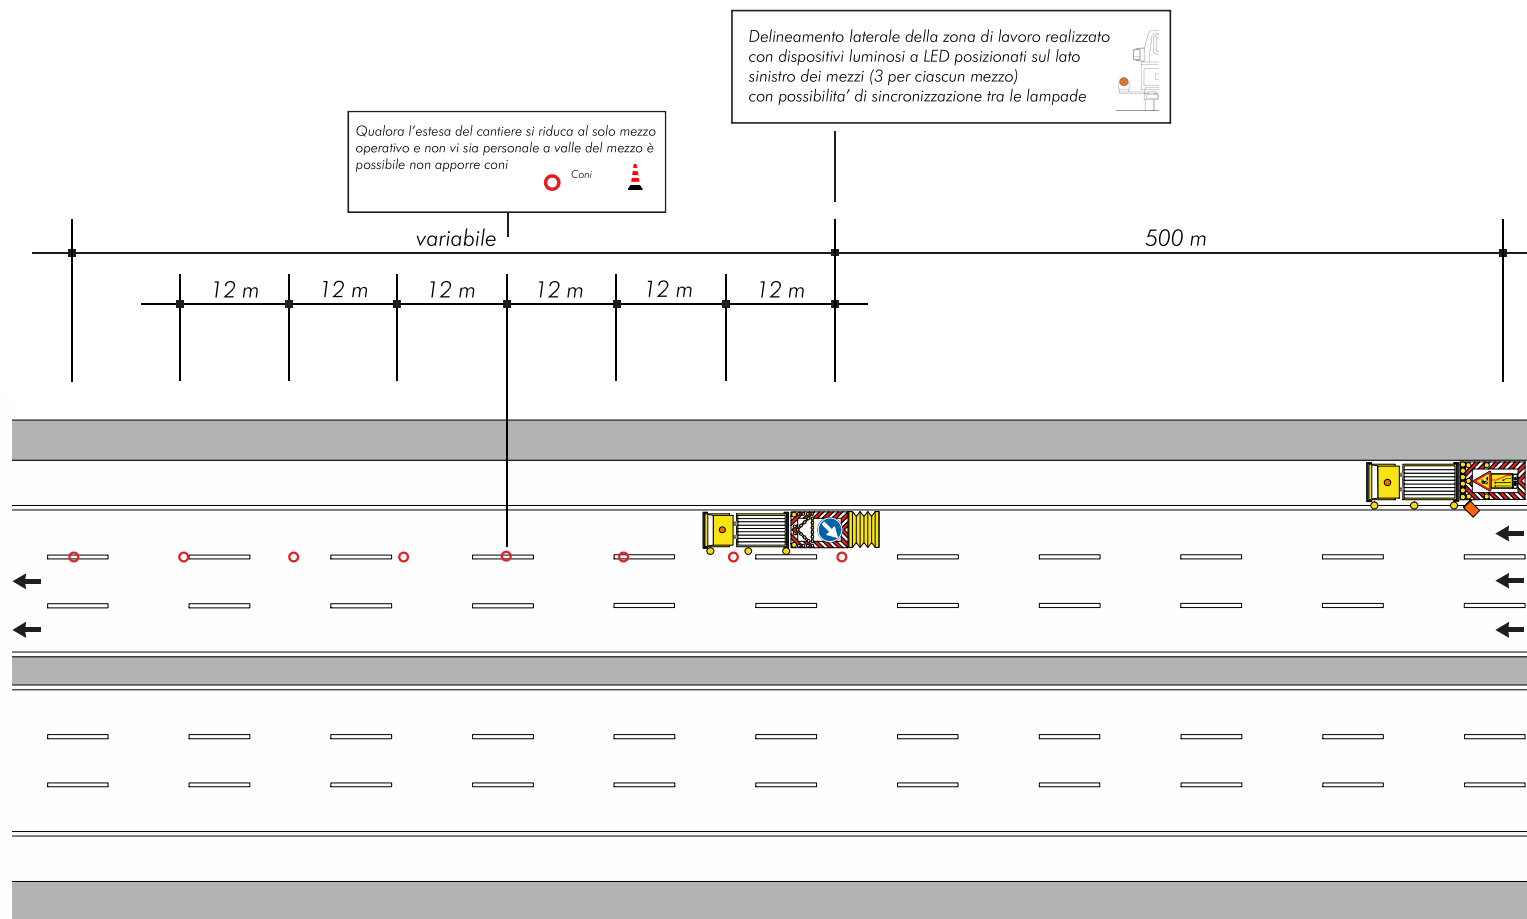 Delineamento laterale della zona di lavoro realizzato
con dispositivi luminosi a LED posizionati sul lato
sinistro dei mezzi (3 per ciascun mezzo)
con possibilita' di sincronizzazione tra le lampade
Qualora l'estesa del cantiere si riduca al solo mezzo
operativo e non vi sia personale a valle del mezzo è
possibile non apporre coni
Coni
variabile
500 m
12 m
12 m
12 m
12 m
12 m
12 m